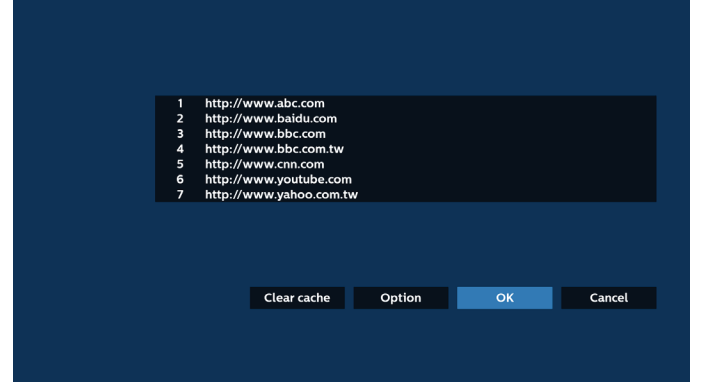 1 http://www.abc.com
2 http://www.baidu.com
3 http://www.bbc.com
4 http://www.bbc.com.tw
5 http://www.cnn.com
6 http://www.youtube.com
7 http://www.yahoo.com.tw
Clear cache Option OK Cancel